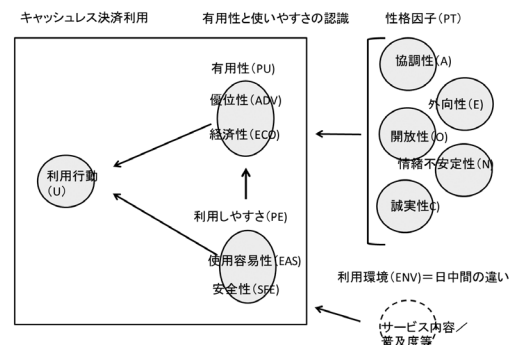 キャッシュレス決済利用
有用性と使いやすさの認識
性格因子(PT)
有用性(PU)
優位性(ADV)
経済性(ECO)
利用行動
(U)
利用しやすさ(PE)
使用容易性(EAS)
安全性(SFE)
協調性(A)
外向性(E)
開放性(O)
情緒不安定性(N)
誠実性C)
利用環境(ENV)=日中間の違い
サービス内容/
普及度等